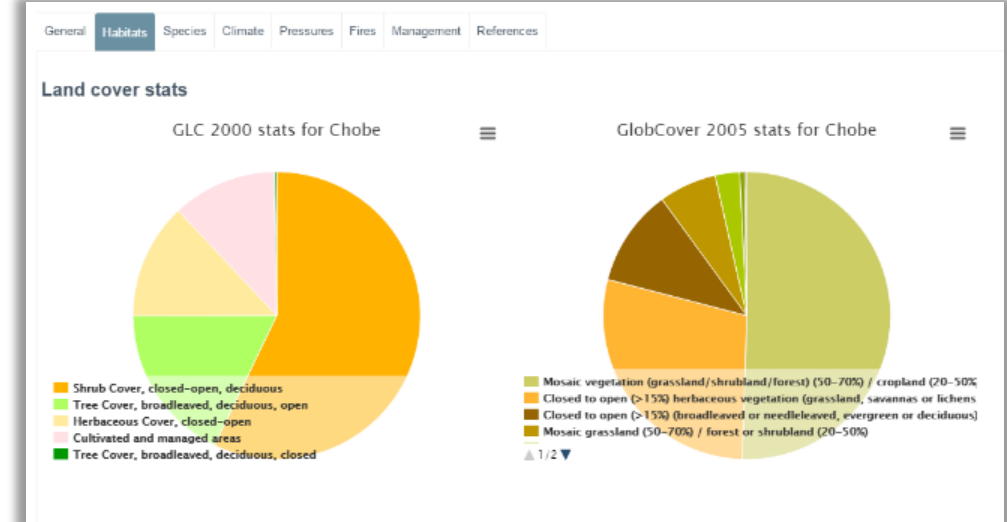 General Habitats Species Climate Pressures Fires Management References
Land cover stats
GLC 2000 stats for Chobe
Shrub Cover, closed-open, deciduous
Tree Cover, broadleaved, deciduous, open
Herbaceous Cover, closed-open
Cultivated and managed areas
Tree Cover, broadleaved, deciduous, closed
GlobCover 2005 stats for Chobe
Mosaic vegetation (grassland/shrubland/forest) (50-70%) / cropland (20-50%
Closed to open (>15%) herbaceous vegetation (grassland, savannas or lichens
Closed to open (>15%) (broadleaved or needleleaved, evergreen or deciduous)
Mosaic grassland (50-70%) / forest or shrubland (20-50%)
1/2